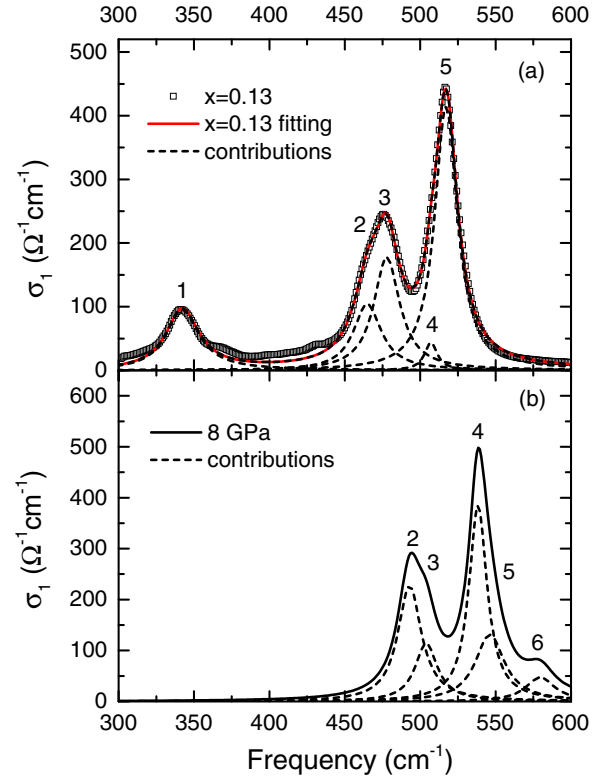 300 350 400 450 500 550 600
500
400
300
200
100
0
σ₁ (Ω⁻¹cm⁻¹)
(a)
x=0.13
x=0.13 fitting
contributions
1
2
3
4
5
600
500
400
300
200
100
0
σ₁ (Ω⁻¹cm⁻¹)
(b)
8 GPa
contributions
2
3
4
5
6
300 350 400 450 500 550 600
Frequency (cm⁻¹)